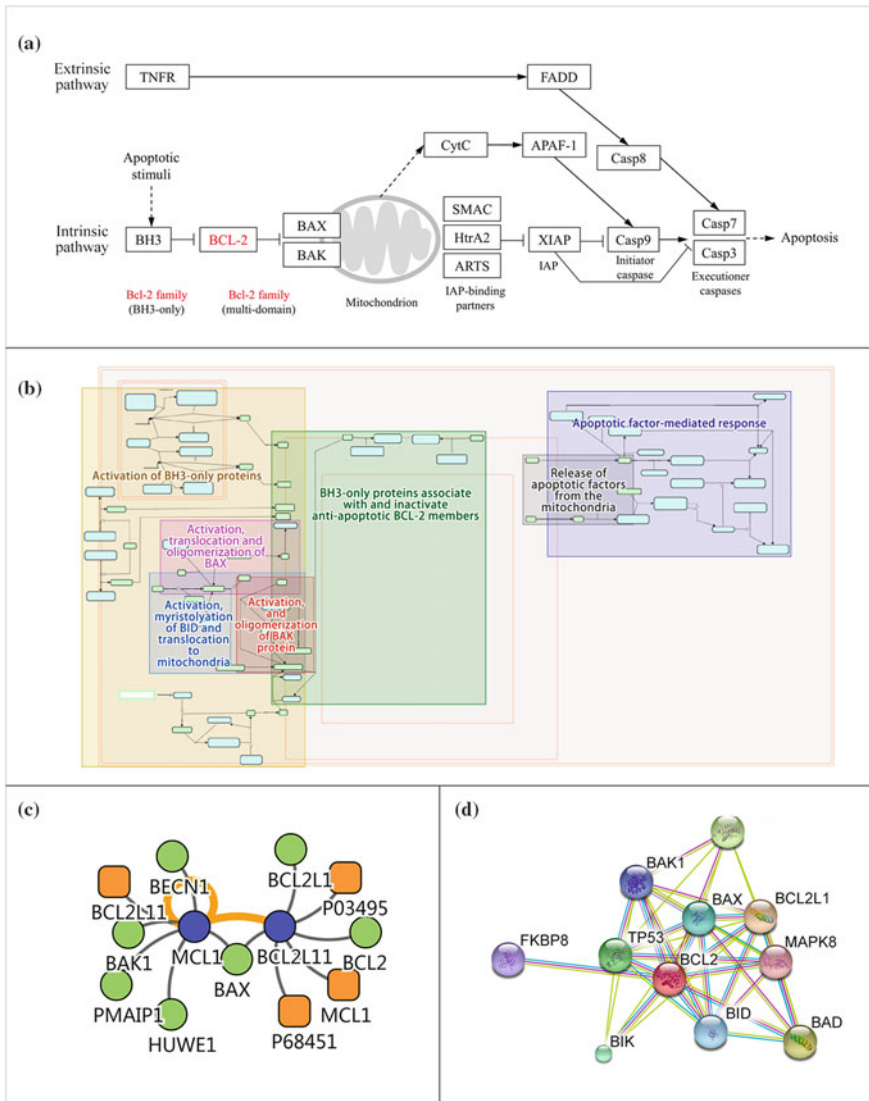 (a)
Extrinsic
pathway
TNFR
FADD
CytC
APAF-1
Casp8
Apoptotic
stimuli
Intrinsic
pathway
BH3
BCL-2
BAX
BAK
SMAC
HtrA2
ARTS
XIAP
Casp9
Casp7
Casp3
Apoptosis
IAP
Initiator
caspase
Executioner
caspases
Bcl-2 family
(BH3-only)
Bcl-2 family
(multi-domain)
Mitochondrion
IAP-binding
partners
(b)
Activation of BH3-only proteins
Activation,
translocation and
oligomerization of
BAX
Activation,
myristolyation
of BID and
translocation
to
mitochondria
Activation,
and
oligomerization
of BAK
protein
BH3-only proteins associate
with and inactivate
anti-apoptotic BCL-2 members
Apoptotic factor-mediated response
Release of
apoptotic factors
from the
mitochondria
(c)
BECN1
BCL2L1
BCL2L11
P03495
MCL1
BCL2L11
BAK1
BAX
BCL2
PMAIP1
MCL1
HUWE1
P68451
(d)
BAK1
BAX
BCL2L1
FKBP8
TP53
MAPK8
BCL2
BID
BAD
BIK